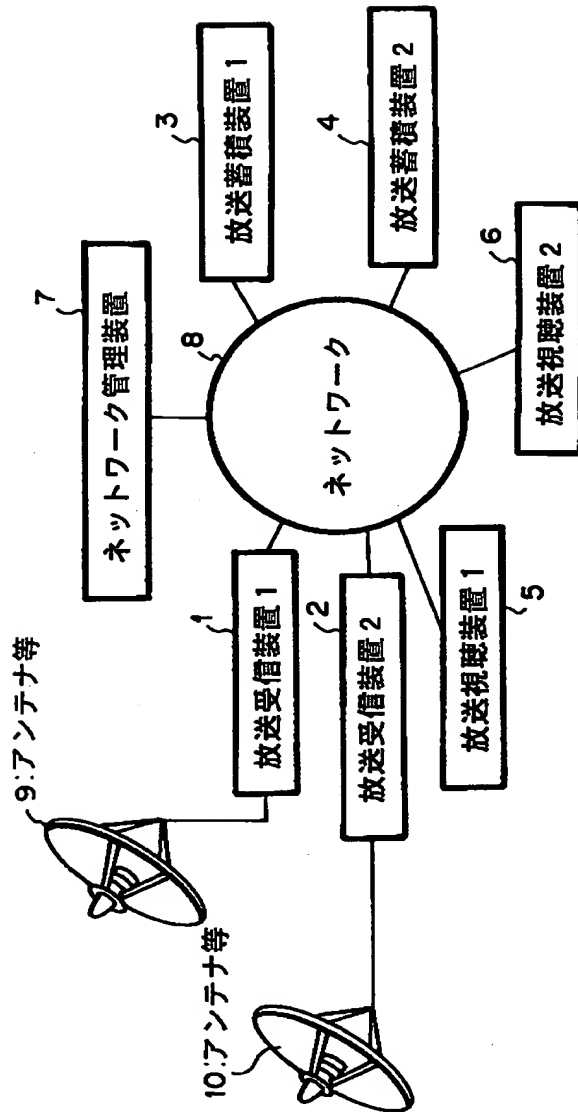 9:アンテナ等
10:アンテナ等
7
ネットワーク管理装置
1
放送受信装置1
2
放送受信装置2
8
ネットワーク
3
放送蓄積装置1
4
放送蓄積装置2
放送視聴装置1
5
6
放送視聴装置2